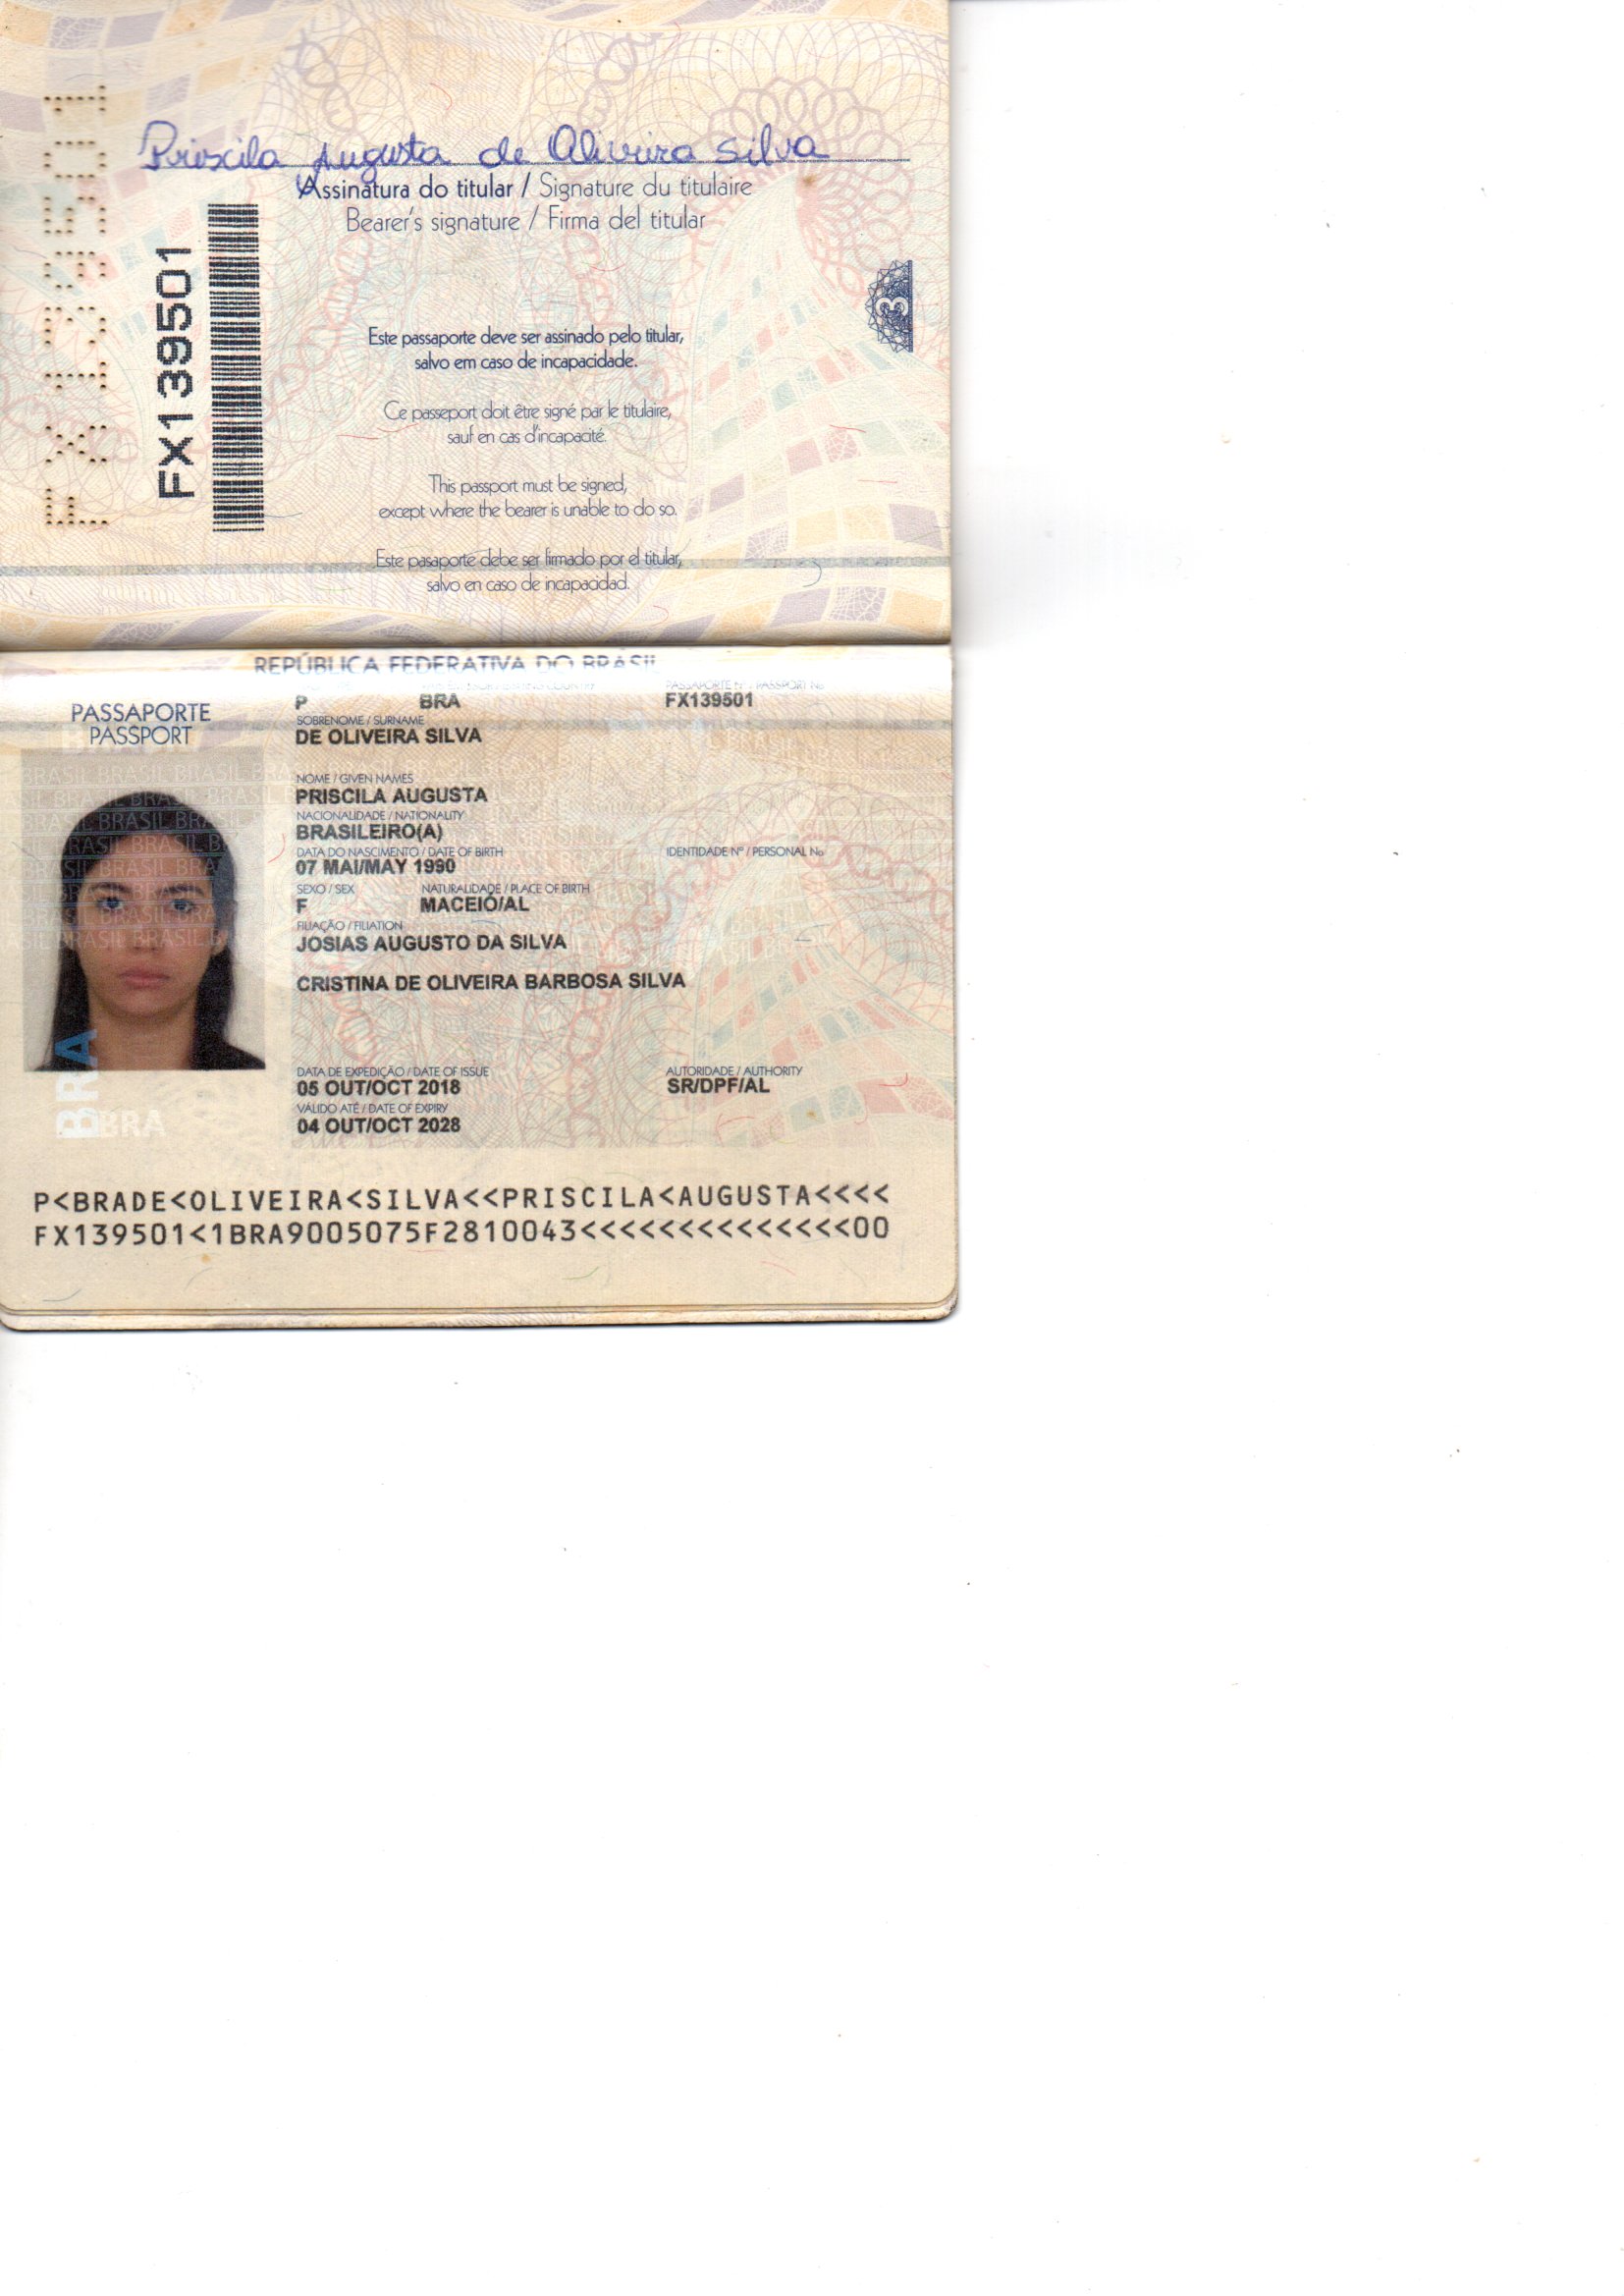 FX139501
Priscila Augusta de Oliveira Silva
Assinatura do titular / Signature du titulaire
Bearer's signature / Firma del titular
FX139501
3
Este passaporte deve ser assinado pelo titular,
salvo em caso de incapacidade.
Ce passeport doit être signé par le titulaire,
sauf en cas d'incapacité.
This passport must be signed,
except where the bearer is unable to do so.
Este pasaporte debe ser firmado por el titular,
salvo en caso de incapacidad.
REPÚBLICA FEDERATIVA DO BRASIL
PASSAPORTE Nº / PASSPORT No
PASSAPORTE
PASSPORT
P BRA FX139501
SOBRENOME / SURNAME
DE OLIVEIRA SILVA
NOME / GIVEN NAMES
PRISCILA AUGUSTA
NACIONALIDADE / NATIONALITY
BRASILEIRO(A)
DATA DO NASCIMENTO / DATE OF BIRTH IDENTIDADE Nº / PERSONAL No
07 MAI/MAY 1990
SEXO / SEX NATURALIDADE / PLACE OF BIRTH
F MACEIÓ/AL
FILIAÇÃO / FILIATION
JOSIAS AUGUSTO DA SILVA
CRISTINA DE OLIVEIRA BARBOSA SILVA
DATA DE EXPEDIÇÃO / DATE OF ISSUE AUTORIDADE / AUTHORITY
05 OUT/OCT 2018 SR/DPF/AL
VÁLIDO ATÉ / DATE OF EXPIRY
04 OUT/OCT 2028
BRA
BRA
P<BRADE<OLIVEIRA<SILVA<<PRISCILA<AUGUSTA<<<<
FX139501<1BRA9005075F2810043<<<<<<<<<<<<<<00